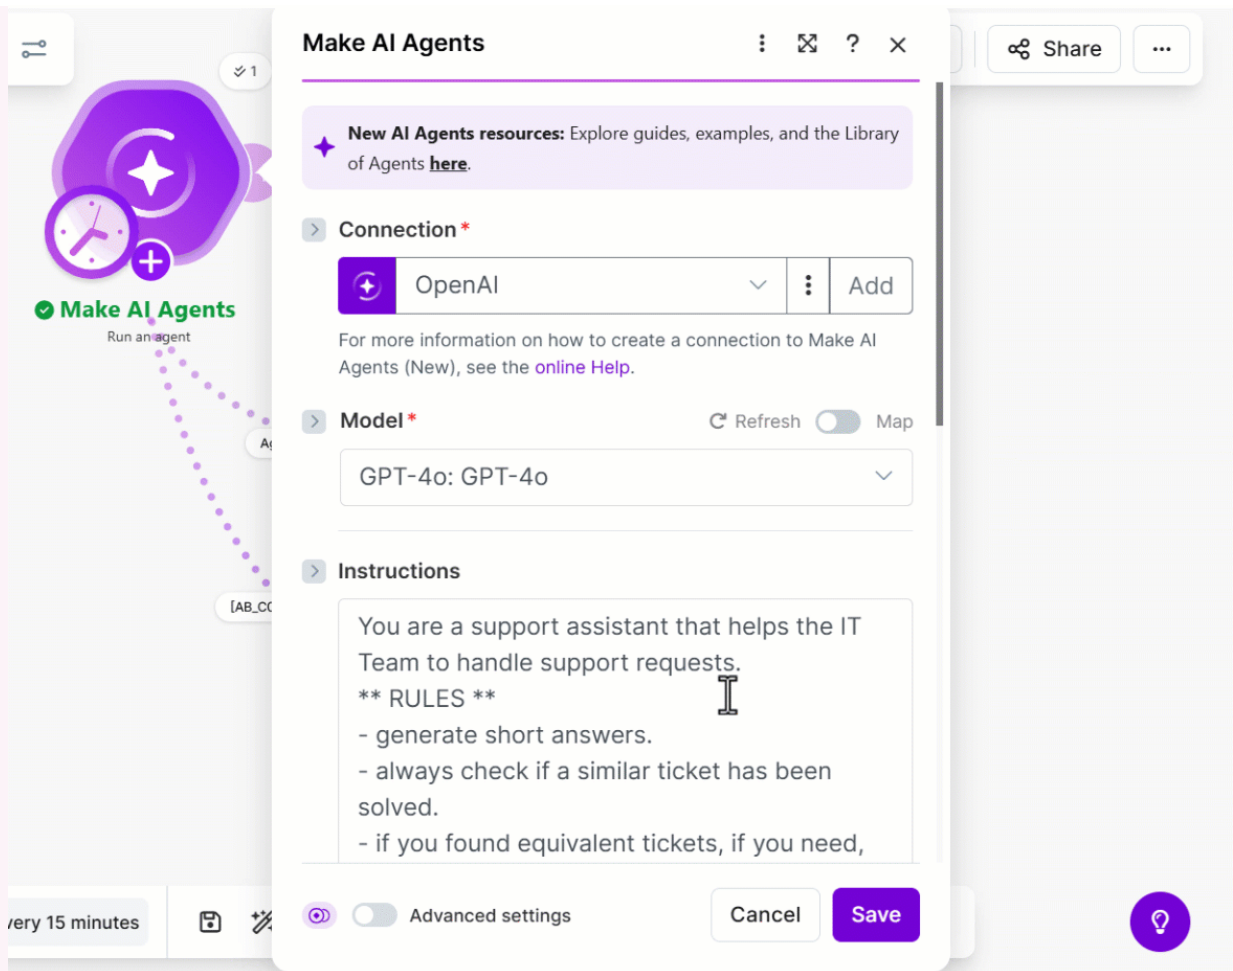 Make AI Agents
?
Share
1
New AI Agents resources: Explore guides, examples, and the Library
of Agents here.
Connection*
OpenAI
Add
For more information on how to create a connection to Make AI
Agents (New), see the online Help.
Make AI Agents
Run an agent
Model*
Refresh
Map
GPT-4o: GPT-4o
Instructions
You are a support assistant that helps the IT
Team to handle support requests.
** RULES **
- generate short answers.
- always check if a similar ticket has been
solved.
- if you found equivalent tickets, if you need,
15 minutes
Advanced settings
Cancel
Save